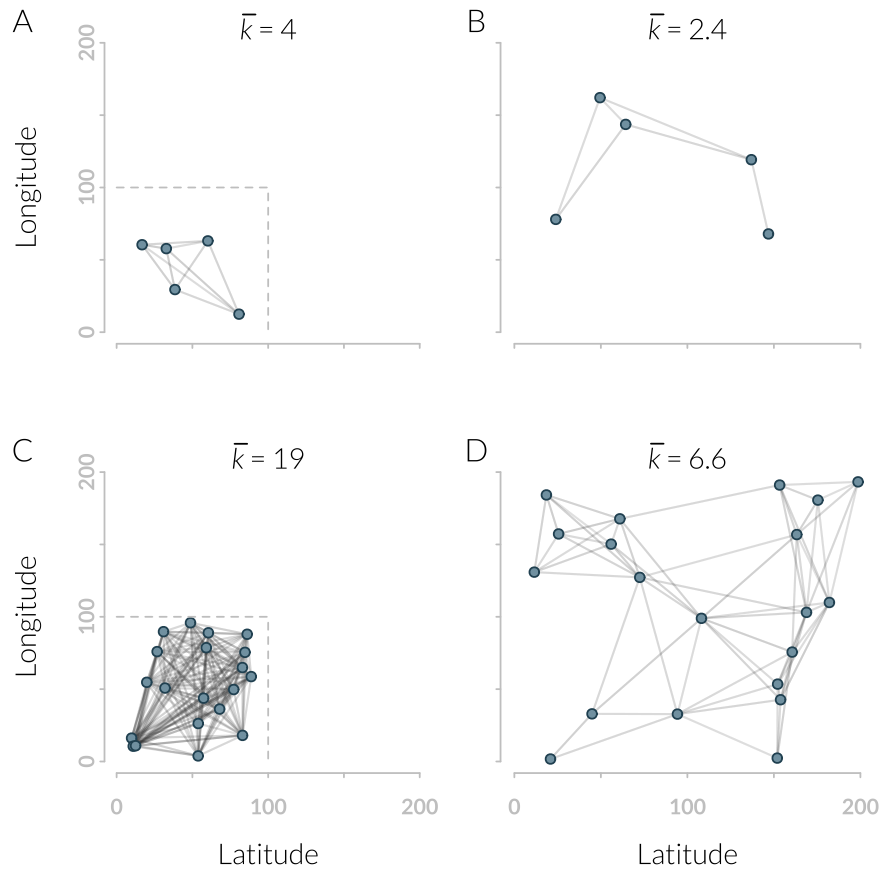 A
k̅ = 4
B
k̅ = 2.4
200
100
0
Longitude
C
k̅ = 19
D
k̅ = 6.6
200
100
0
Longitude
0
100
200
0
100
200
Latitude
Latitude